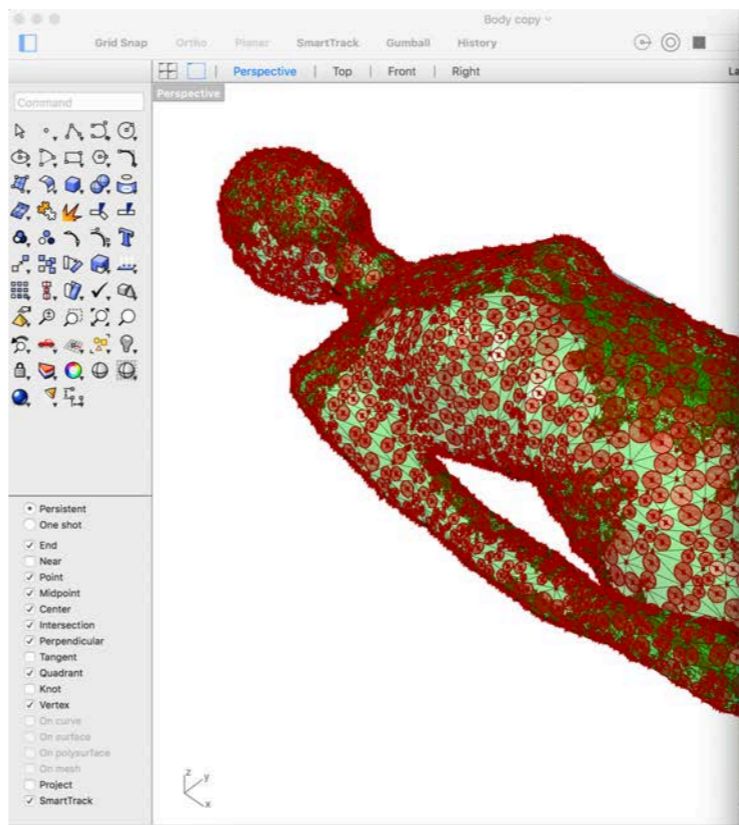 Body copy
Grid Snap Ortho Planar SmartTrack Gumball History
Perspective | Top | Front | Right La
Perspective
Command
Persistent
One shot
End
Near
Point
Midpoint
Center
Intersection
Perpendicular
Tangent
Quadrant
Knot
Vertex
On curve
On surface
On polysurface
On mesh
Project
SmartTrack
z
y
x